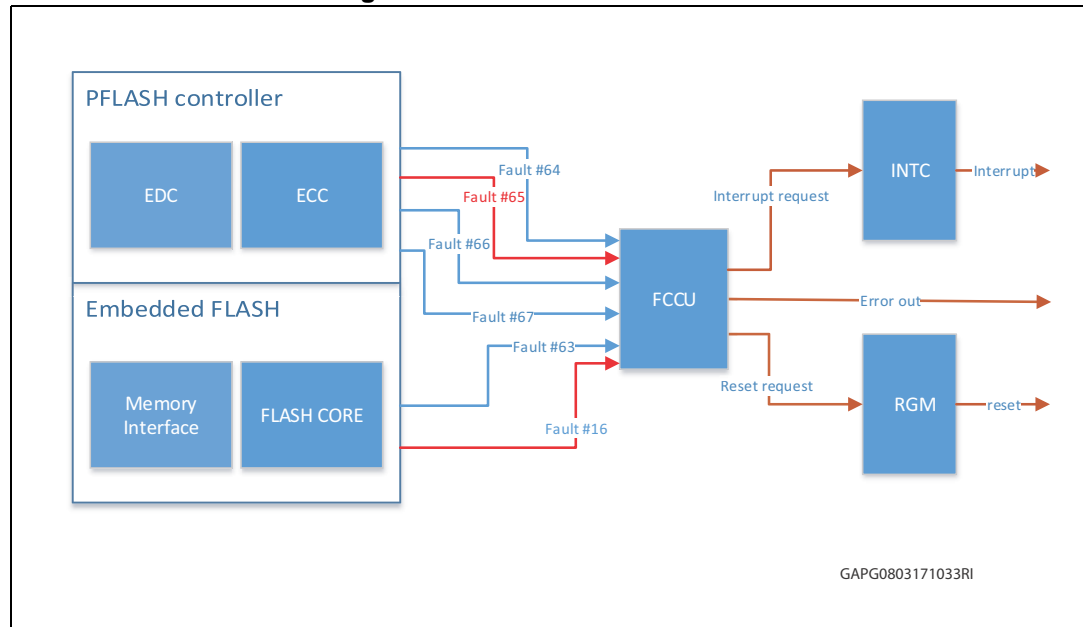 PFLASH controller
EDC
ECC
Fault #64
Fault #65
Fault #66
Fault #67
Embedded FLASH
Memory
Interface
FLASH CORE
Fault #63
Fault #16
FCCU
Interrupt request
INTC
Interrupt
Error out
Reset request
RGM
reset
GAPG0803171033RI